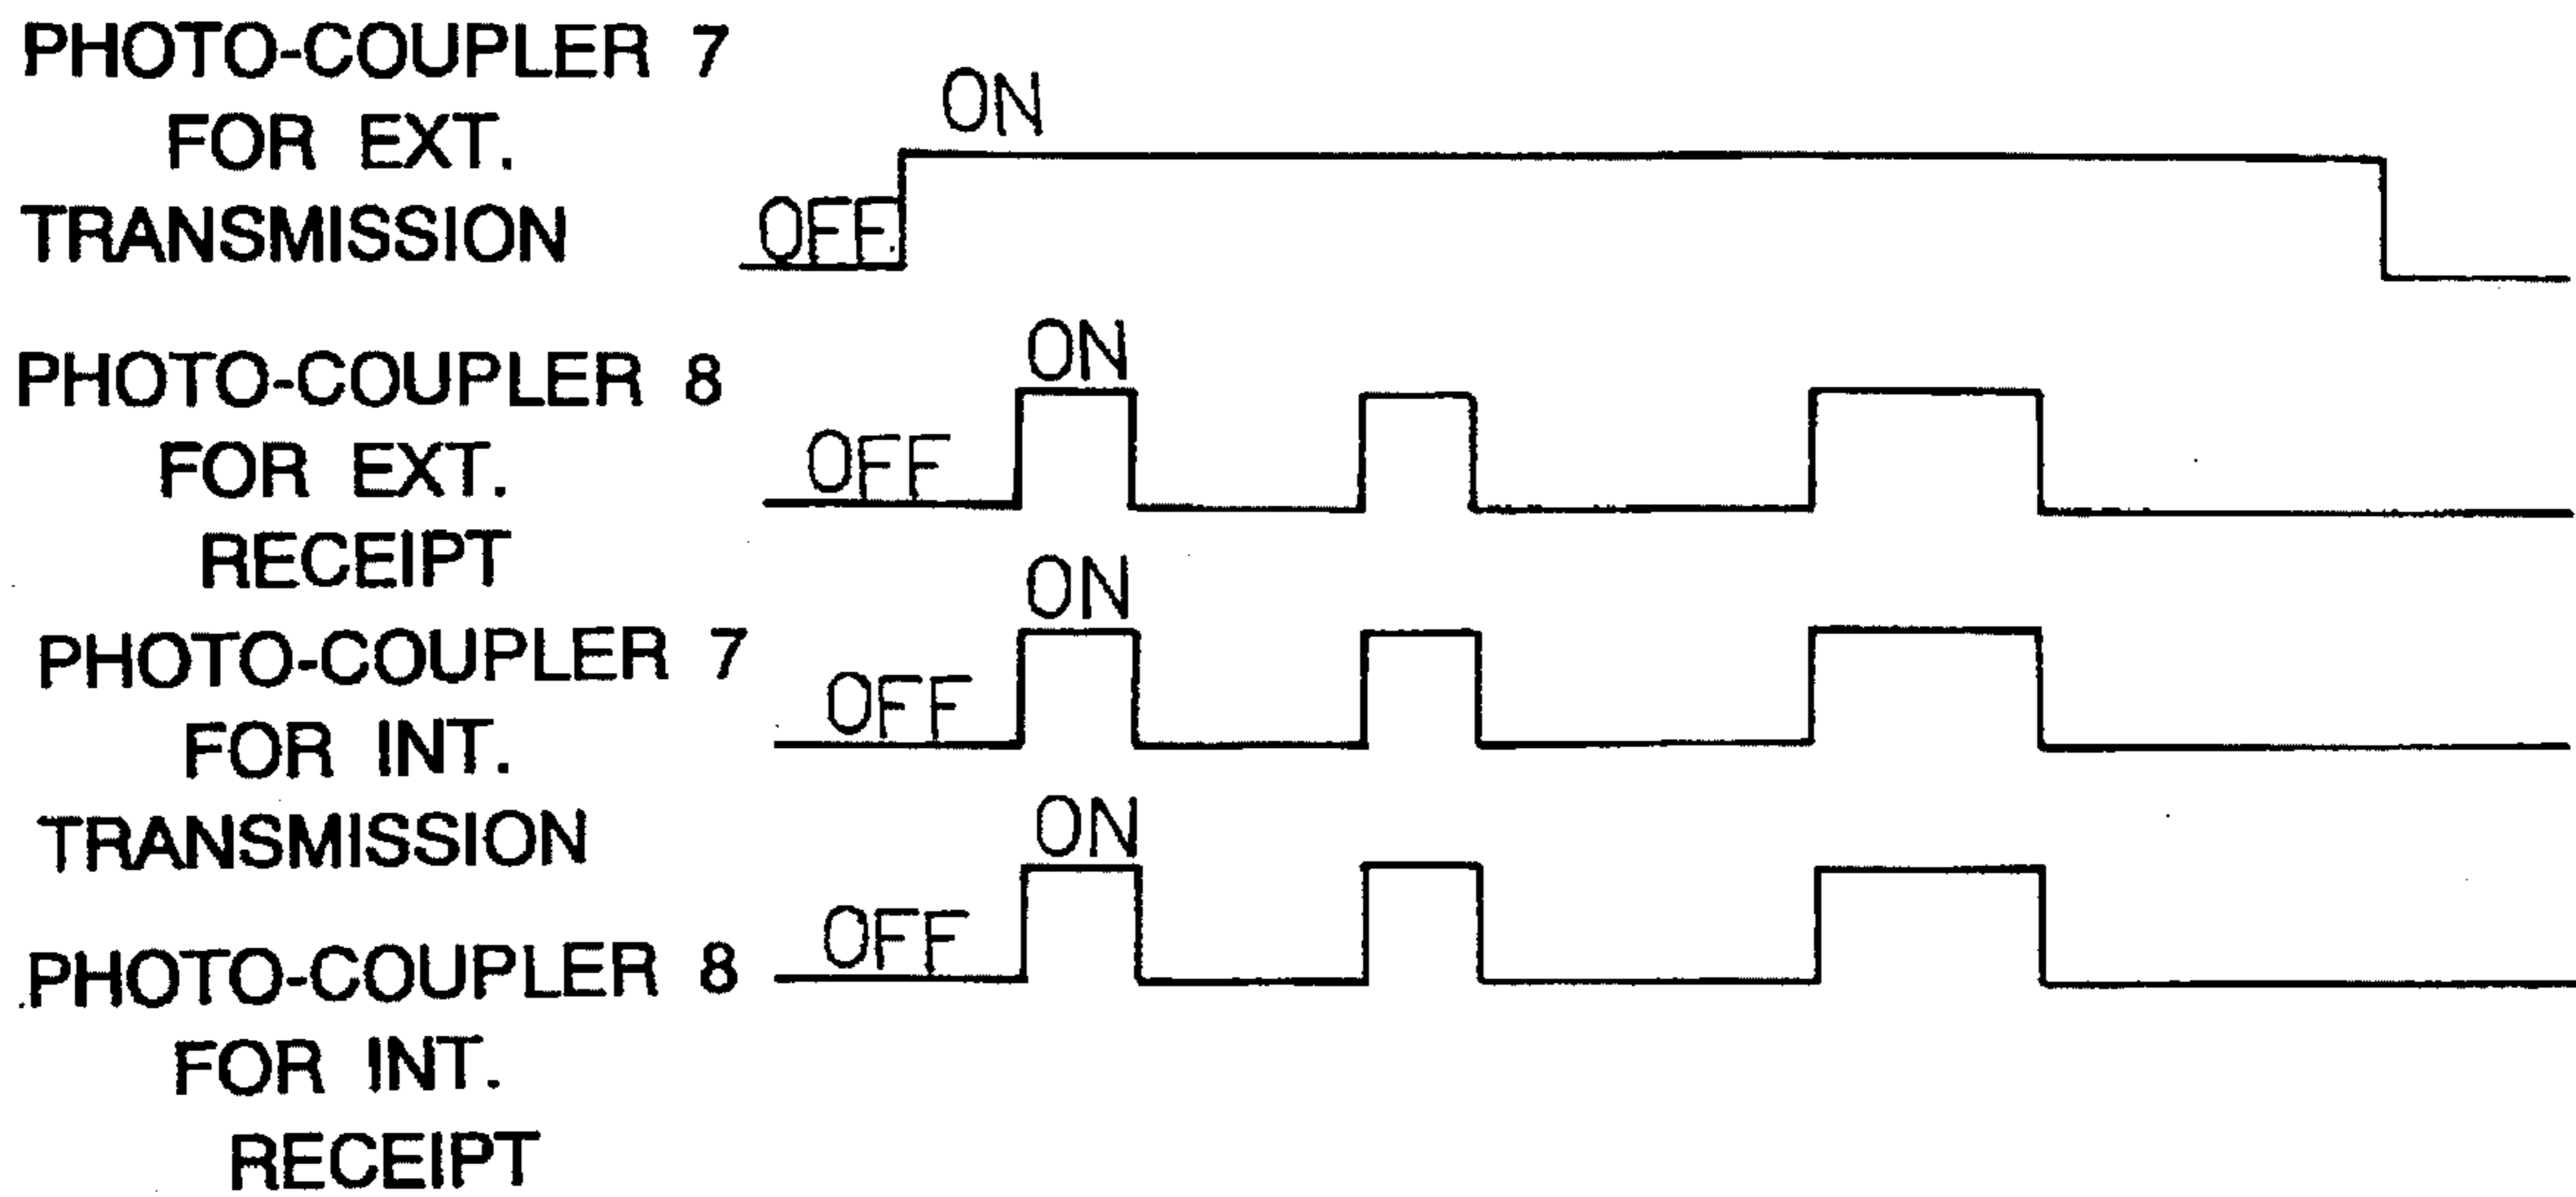 PHOTO-COUPLER 7
FOR EXT.
TRANSMISSION
ON
OFF
PHOTO-COUPLER 8
FOR EXT.
RECEIPT
ON
OFF
PHOTO-COUPLER 7
FOR INT.
TRANSMISSION
ON
OFF
PHOTO-COUPLER 8
FOR INT.
RECEIPT
ON
OFF